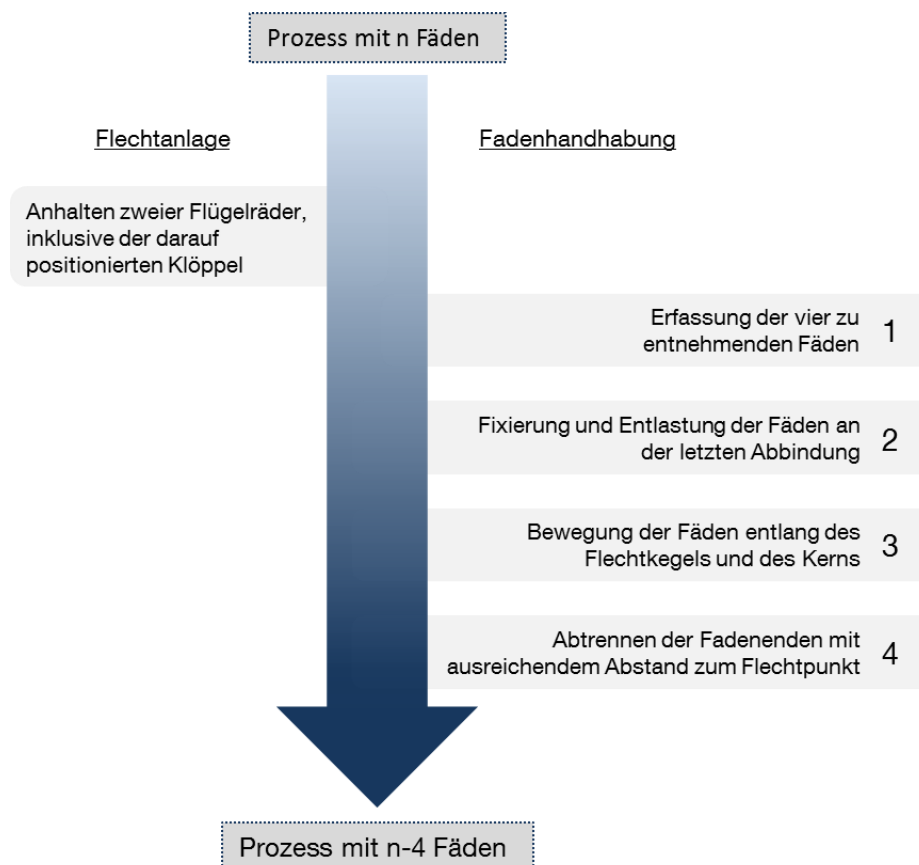 Prozess mit n Fäden
Flechtanlage
Fadenhandhabung
Anhalten zweier Flügelräder,
inklusive der darauf
positionierten Klöppel
Erfassung der vier zu
entnehmenden Fäden
1
Fixierung und Entlastung der Fäden an
der letzten Abbindung
2
Bewegung der Fäden entlang des
Flechtkegels und des Kerns
3
Abtrennen der Fadenenden mit
ausreichendem Abstand zum Flechtpunkt
4
Prozess mit n-4 Fäden